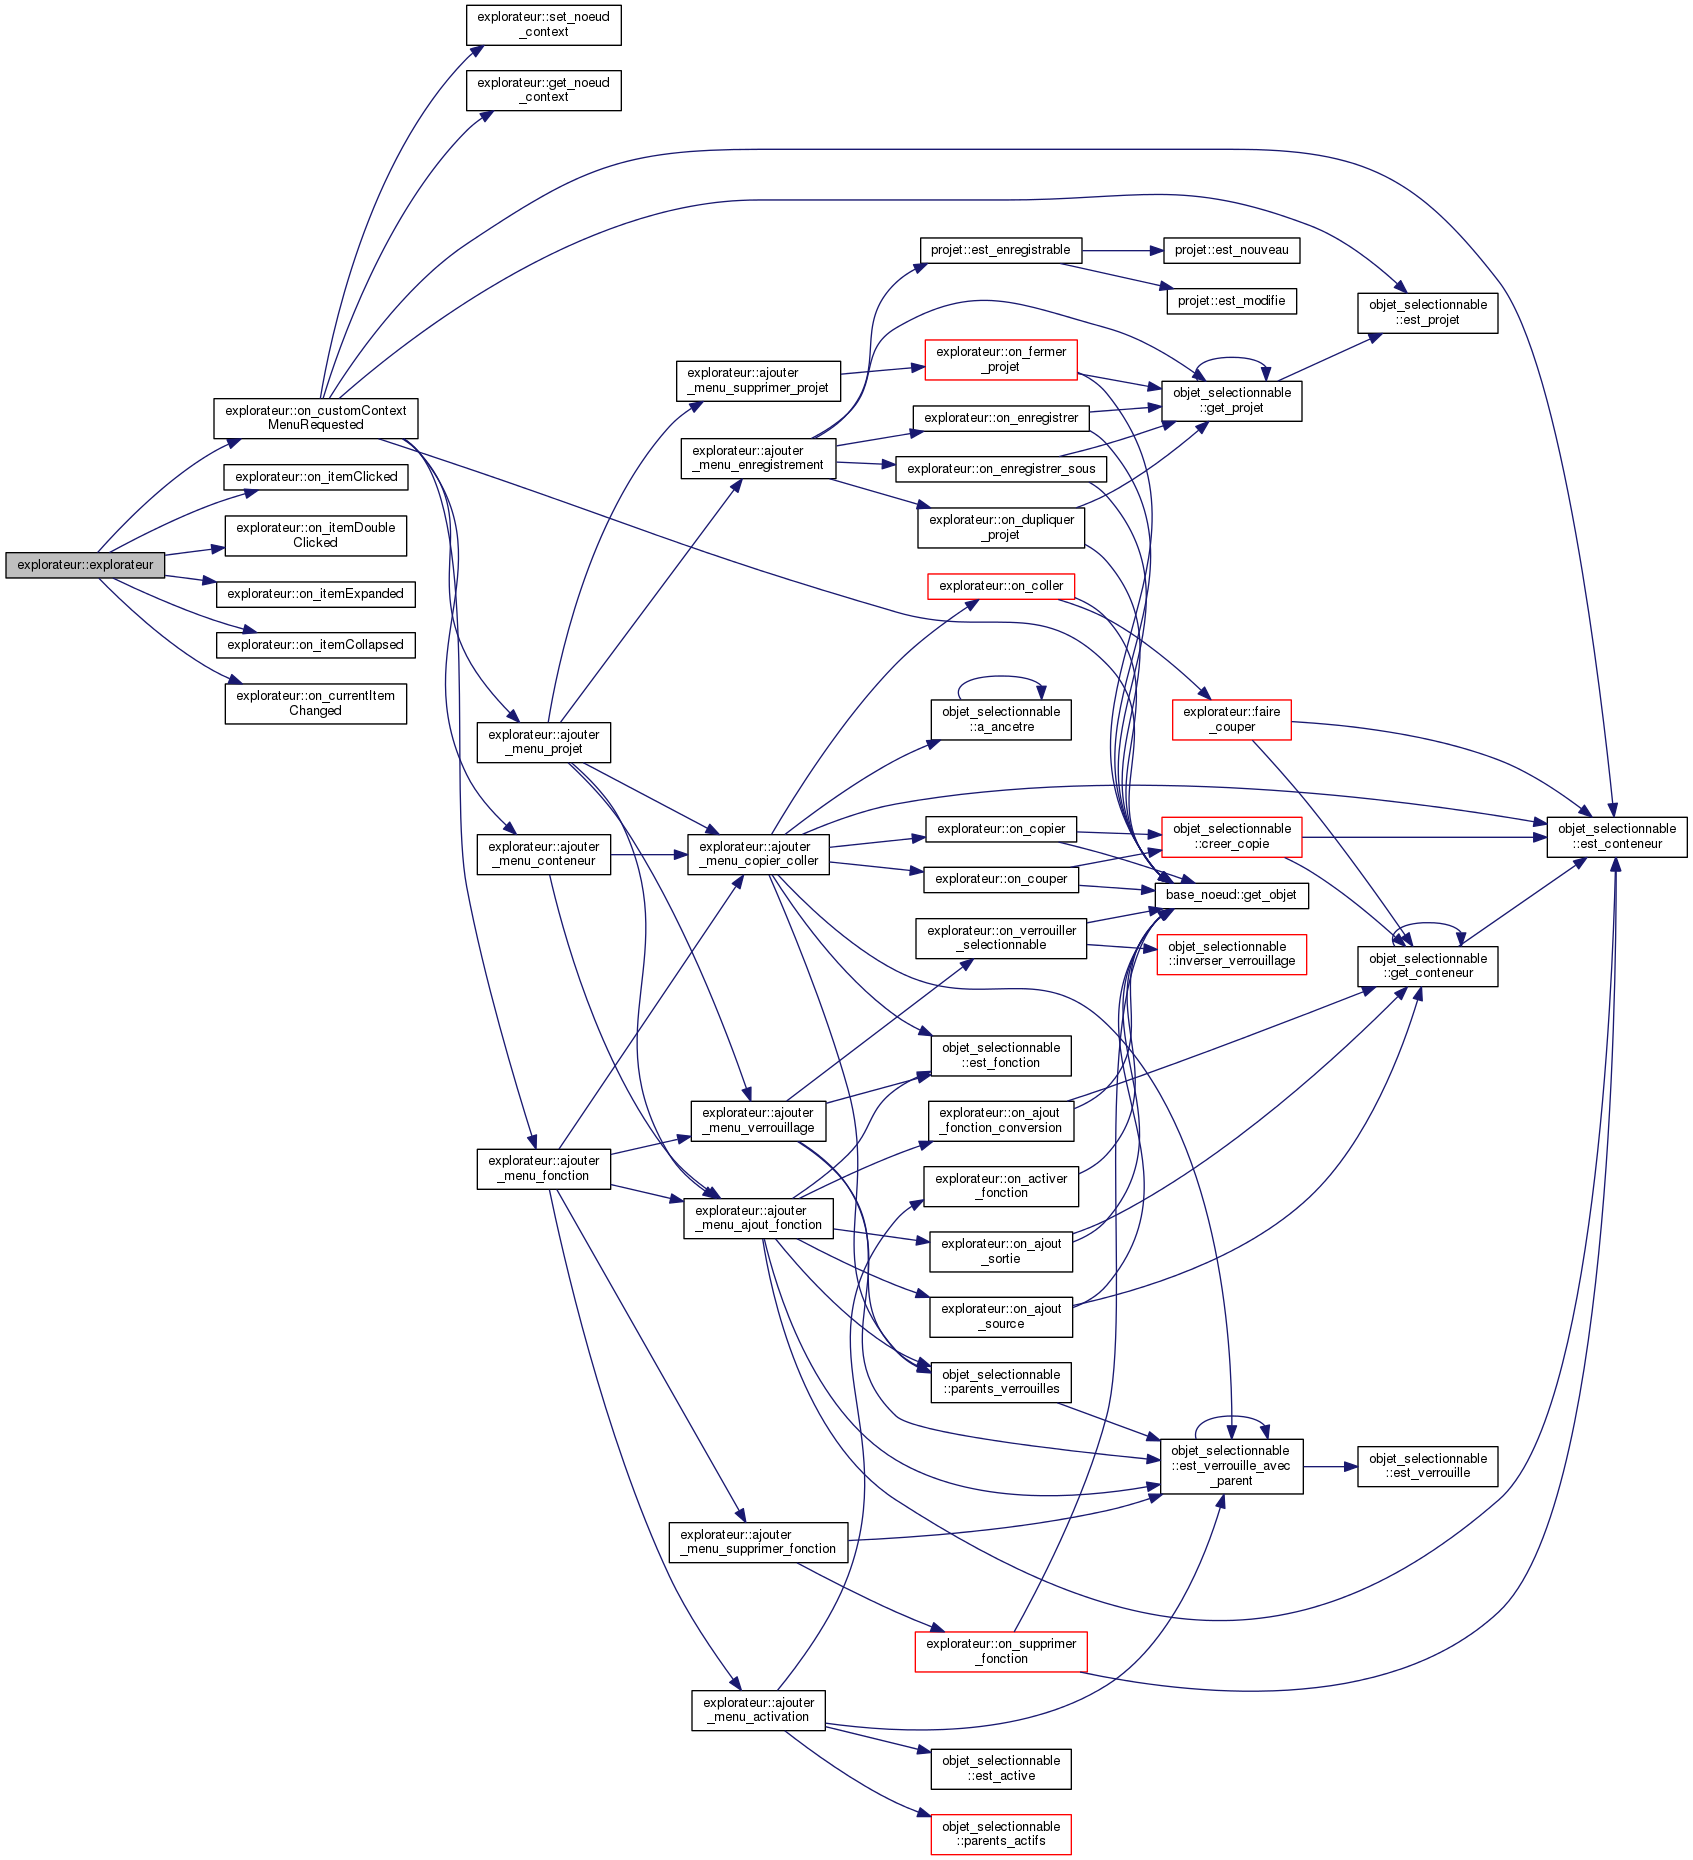 explorateur::set_noeud
_context
explorateur::get_noeud
_context
projet::est_enregistrable
projet::est_nouveau
projet::est_modifie
objet_selectionnable
::est_projet
explorateur::ajouter
_menu_supprimer_projet
explorateur::on_fermer
_projet
objet_selectionnable
::get_projet
explorateur::on_customContext
MenuRequested
explorateur::on_enregistrer
explorateur::ajouter
_menu_enregistrement
explorateur::on_enregistrer_sous
explorateur::on_itemClicked
explorateur::on_itemDouble
Clicked
explorateur::on_dupliquer
_projet
explorateur::explorateur
explorateur::on_itemExpanded
explorateur::on_coller
explorateur::on_itemCollapsed
explorateur::on_currentItem
Changed
objet_selectionnable
::a_ancetre
explorateur::faire
_couper
explorateur::ajouter
_menu_projet
explorateur::ajouter
_menu_conteneur
explorateur::ajouter
_menu_copier_coller
explorateur::on_copier
objet_selectionnable
::creer_copie
objet_selectionnable
::est_conteneur
explorateur::on_couper
base_noeud::get_objet
explorateur::on_verrouiller
_selectionnable
objet_selectionnable
::inverser_verrouillage
objet_selectionnable
::get_conteneur
objet_selectionnable
::est_fonction
explorateur::ajouter
_menu_verrouillage
explorateur::on_ajout
_fonction_conversion
explorateur::ajouter
_menu_fonction
explorateur::on_activer
_fonction
explorateur::ajouter
_menu_ajout_fonction
explorateur::on_ajout
_sortie
explorateur::on_ajout
_source
objet_selectionnable
::parents_verrouilles
objet_selectionnable
::est_verrouille_avec
_parent
objet_selectionnable
::est_verrouille
explorateur::ajouter
_menu_supprimer_fonction
explorateur::on_supprimer
_fonction
explorateur::ajouter
_menu_activation
objet_selectionnable
::est_active
objet_selectionnable
::parents_actifs